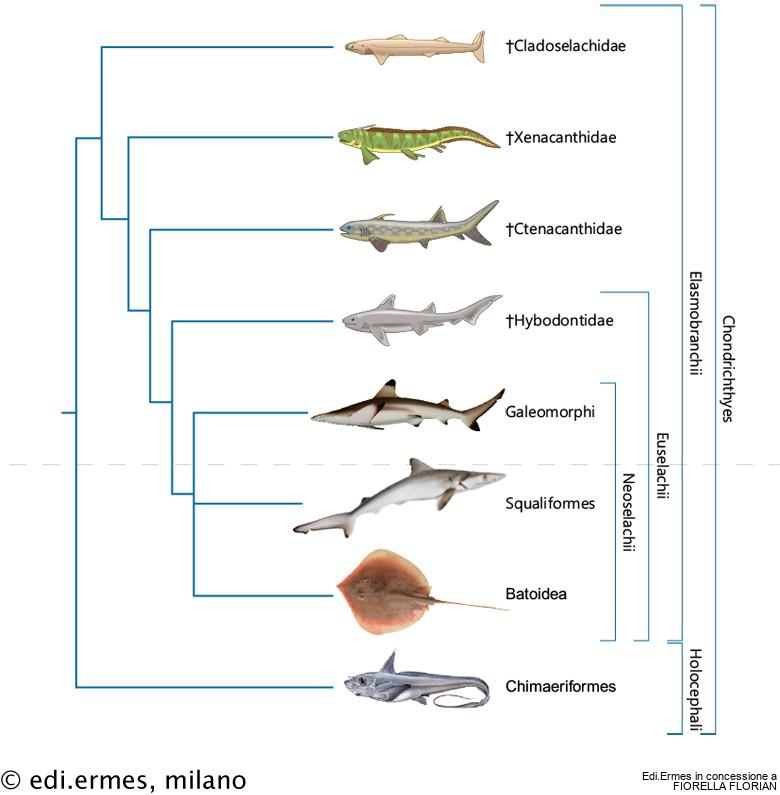 †Cladoselachidae
†Xenacanthidae
†Ctenacanthidae
†Hybodontidae
Galeomorphi
Squaliformes
Batoidea
Chimaeriformes
Neoselachii
Euselachii
Elasmobranchii
Holocephali
Chondrichthyes
© edi.ermes, milano
Edi.Ermes in concessione a
FIORELLA FLORIAN